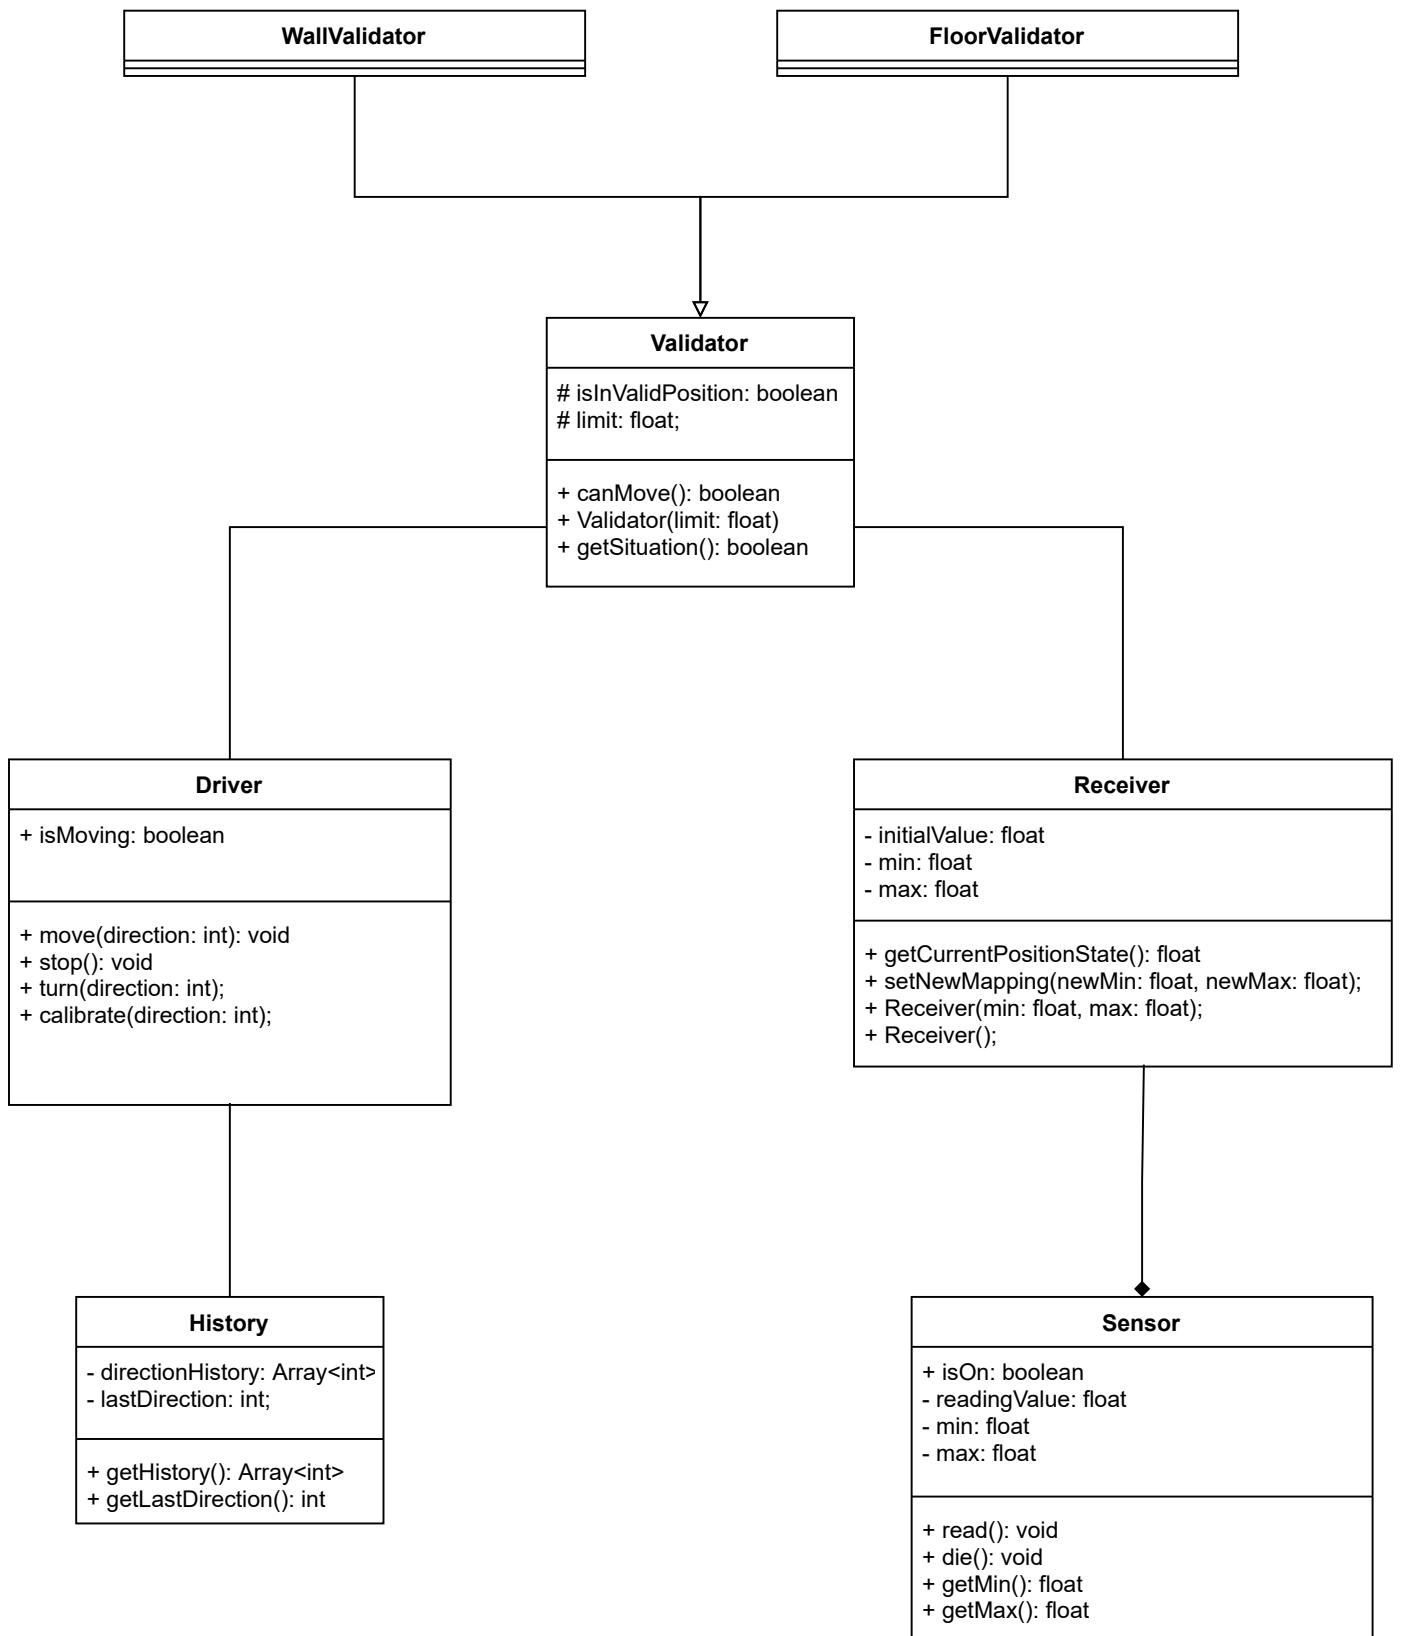 WallValidator
FloorValidator
Validator
# isInValidPosition: boolean
# limit: float;
+ canMove(): boolean
+ Validator(limit: float)
+ getSituation(): boolean
Driver
+ isMoving: boolean
+ move(direction: int): void
+ stop(): void
+ turn(direction: int);
+ calibrate(direction: int);
Receiver
- initialValue: float
- min: float
- max: float
+ getCurrentPositionState(): float
+ setNewMapping(newMin: float, newMax: float);
+ Receiver(min: float, max: float);
+ Receiver();
History
- directionHistory: Array<int>
- lastDirection: int;
+ getHistory(): Array<int>
+ getLastDirection(): int
Sensor
+ isOn: boolean
- readingValue: float
- min: float
- max: float
+ read(): void
+ die(): void
+ getMin(): float
+ getMax(): float